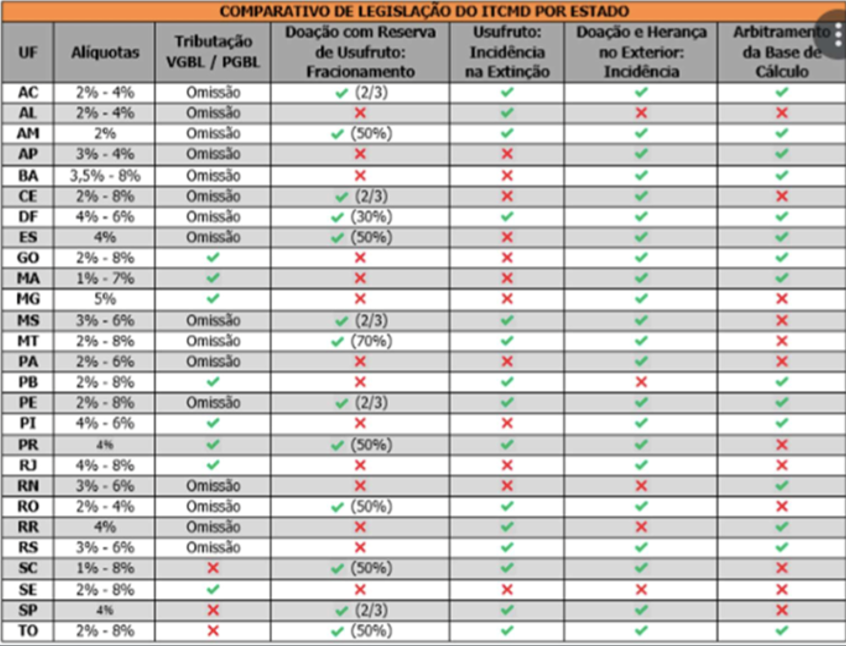 COMPARATIVO DE LEGISLAÇÃO DO ITCMD POR ESTADO
UF Alíquotas Tributação VGBL / PGBL Doação com Reserva de Usufruto: Fracionamento Usufruto: Incidência na Extinção Doação e Herança no Exterior: Incidência Arbitramento da Base de Cálculo
AC 2% - 4% Omissão ✓ (2/3) ✓ ✓ ✓
AL 2% - 4% Omissão ✗ ✓ ✗ ✗
AM 2% Omissão ✓ (50%) ✓ ✓ ✓
AP 3% - 4% Omissão ✗ ✗ ✓ ✓
BA 3,5% - 8% Omissão ✗ ✗ ✓ ✓
CE 2% - 8% Omissão ✓ (2/3) ✗ ✓ ✗
DF 4% - 6% Omissão ✓ (30%) ✓ ✓ ✓
ES 4% Omissão ✓ (50%) ✗ ✓ ✓
GO 2% - 8% ✓ ✗ ✗ ✓ ✓
MA 1% - 7% ✓ ✗ ✗ ✓ ✓
MG 5% ✓ ✗ ✗ ✓ ✗
MS 3% - 6% Omissão ✓ (2/3) ✓ ✓ ✗
MT 2% - 8% Omissão ✓ (70%) ✓ ✓ ✗
PA 2% - 6% Omissão ✗ ✗ ✓ ✗
PB 2% - 8% ✓ ✗ ✓ ✗ ✓
PE 2% - 8% Omissão ✓ (2/3) ✓ ✓ ✓
PI 4% - 6% ✓ ✗ ✗ ✓ ✓
PR 4% ✓ ✓ (50%) ✓ ✓ ✗
RJ 4% - 8% ✓ ✗ ✗ ✓ ✗
RN 3% - 6% Omissão ✗ ✗ ✗ ✓
RO 2% - 4% Omissão ✓ (50%) ✓ ✓ ✗
RR 4% Omissão ✗ ✓ ✗ ✓
RS 3% - 6% Omissão ✗ ✓ ✓ ✓
SC 1% - 8% ✗ ✓ (50%) ✓ ✓ ✗
SE 2% - 8% ✓ ✗ ✗ ✗ ✗
SP 4% ✗ ✓ (2/3) ✓ ✓ ✗
TO 2% - 8% ✗ ✓ (50%) ✓ ✓ ✓